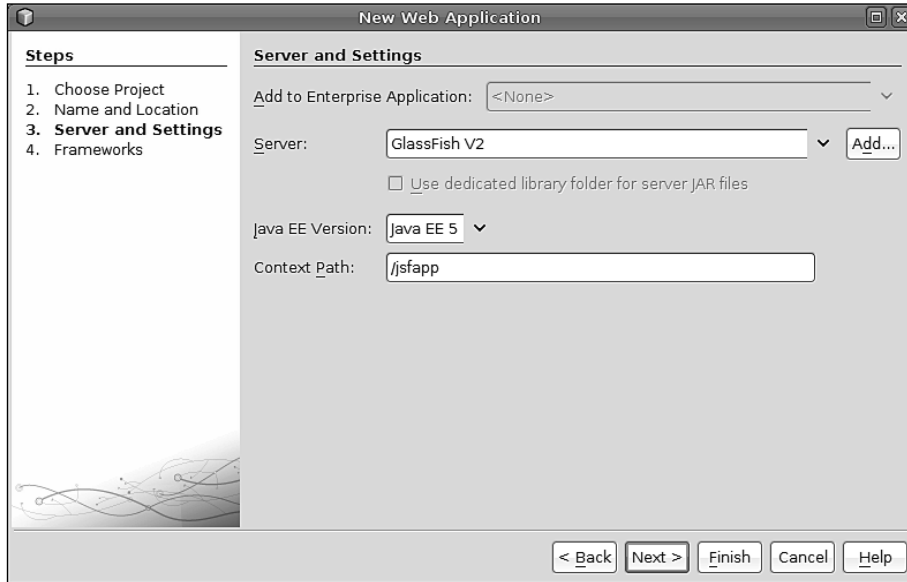 New Web Application
Steps
1. Choose Project
2. Name and Location
3. Server and Settings
4. Frameworks
Server and Settings
Add to Enterprise Application: <None>
Server: GlassFish V2 Add...
Use dedicated library folder for server JAR files
Java EE Version: Java EE 5
Context Path: /jsfapp
< Back Next > Finish Cancel Help